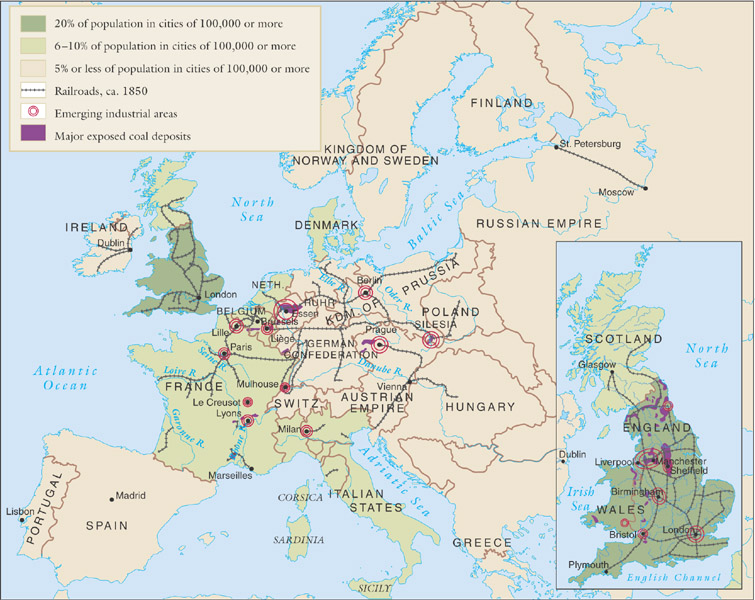 20% of population in cities of 100,000 or more
6–10% of population in cities of 100,000 or more
5% or less of population in cities of 100,000 or more
Railroads, ca. 1850
Emerging industrial areas
Major exposed coal deposits
FINLAND
St. Petersburg
KINGDOM OF
NORWAY AND SWEDEN
Moscow
North
Sea
Baltic Sea
RUSSIAN EMPIRE
IRELAND
Dublin
DENMARK
London
NETH.
Elbe R.
Berlin
Oder R.
KDM OF PRUSSIA
RUHR
Essen
BELGIUM
Brussels
Lille
Liège
POLAND
SILESIA
Prague
Paris
Seine R.
GERMAN
CONFEDERATION
Danube R.
Atlantic
Ocean
Loire R.
FRANCE
Mulhouse
Vienna
AUSTRIAN
EMPIRE
HUNGARY
Le Creusot
SWITZ.
Lyons
Garonne R.
Rhône R.
Milan
Marseilles
Adriatic Sea
CORSICA
ITALIAN
STATES
Madrid
Lisbon
PORTUGAL
SPAIN
SARDINIA
GREECE
SICILY
SCOTLAND
North
Sea
Glasgow
ENGLAND
Dublin
Liverpool
Manchester
Sheffield
Irish
Sea
Birmingham
WALES
London
Bristol
Plymouth
English Channel